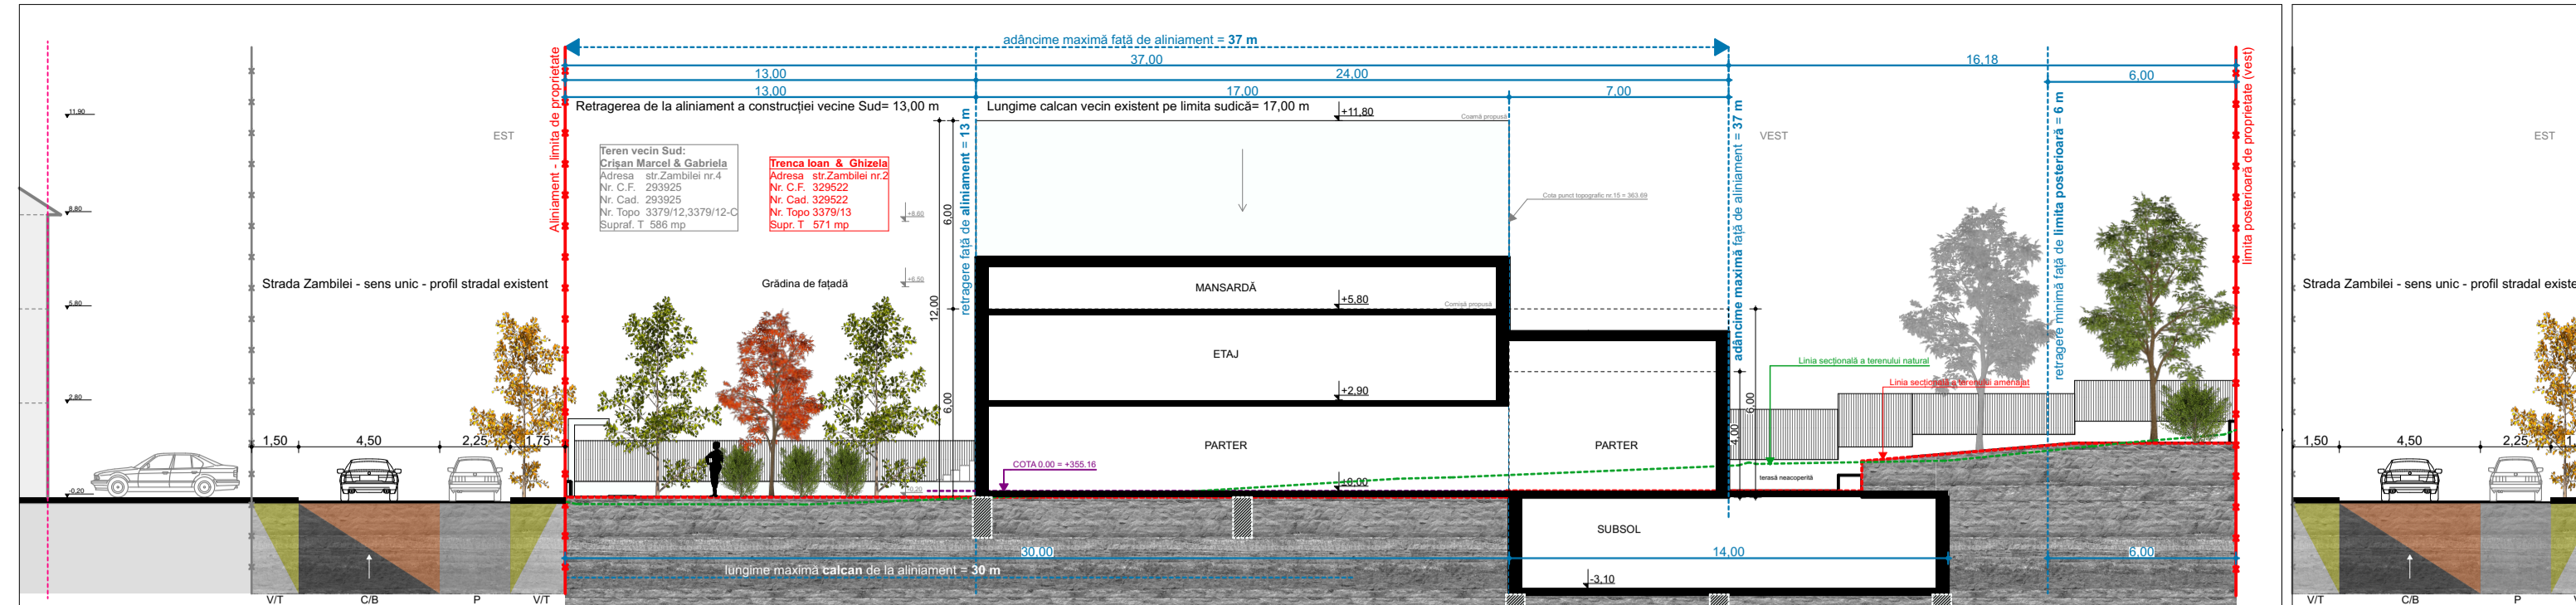 adâncime maximă față de aliniament = 37 m
37,00
16,18
13,00
24,00
6,00
13,00
17,00
7,00
Retragerea de la aliniament a construcției vecine Sud= 13,00 m
Lungime calcan vecin existent pe limita sudică= 17,00 m
Aliniament - limita de proprietate
retragere față de aliniament = 13 m
adâncime maximă față de aliniament = 37 m
retragere minimă față de limita posterioară = 6 m
limita posterioară de proprietate (vest)
11,90
8,80
5,80
2,80
-0,20
EST
VEST
EST
+11,80
Coamă propusă
Teren vecin Sud:
Crișan Marcel & Gabriela
Adresa str.Zambilei nr.4
Nr. C.F. 293925
Nr. Cad. 293925
Nr. Topo 3379/12,3379/12-C
Supraf. T 586 mp
Trenca Ioan & Ghizela
Adresa str.Zambilei nr.2
Nr. C.F. 329522
Nr. Cad. 329522
Nr. Topo 3379/13
Supr. T 571 mp
Cota punct topografic nr.15 = 363.69
6,00
12,00
6,00
Strada Zambilei - sens unic - profil stradal existent
Grădina de fațadă
+6.50
MANSARDĂ
+5,80
Cornișă propusă
ETAJ
+2,90
PARTER
PARTER
6,00
4,00
Linia secțională a terenului natural
Linia secțională a terenului amenajat
COTA 0.00 = +355.16
±0,00
terasă neacoperită
SUBSOL
-3,10
1,50
4,50
2,25
1,75
30,00
14,00
6,00
lungime maximă calcan de la aliniament = 30 m
V/T
C/B
P
V/T
Strada Zambilei - sens unic - profil stradal existe
1,50
4,50
2,25
V/T
C/B
P